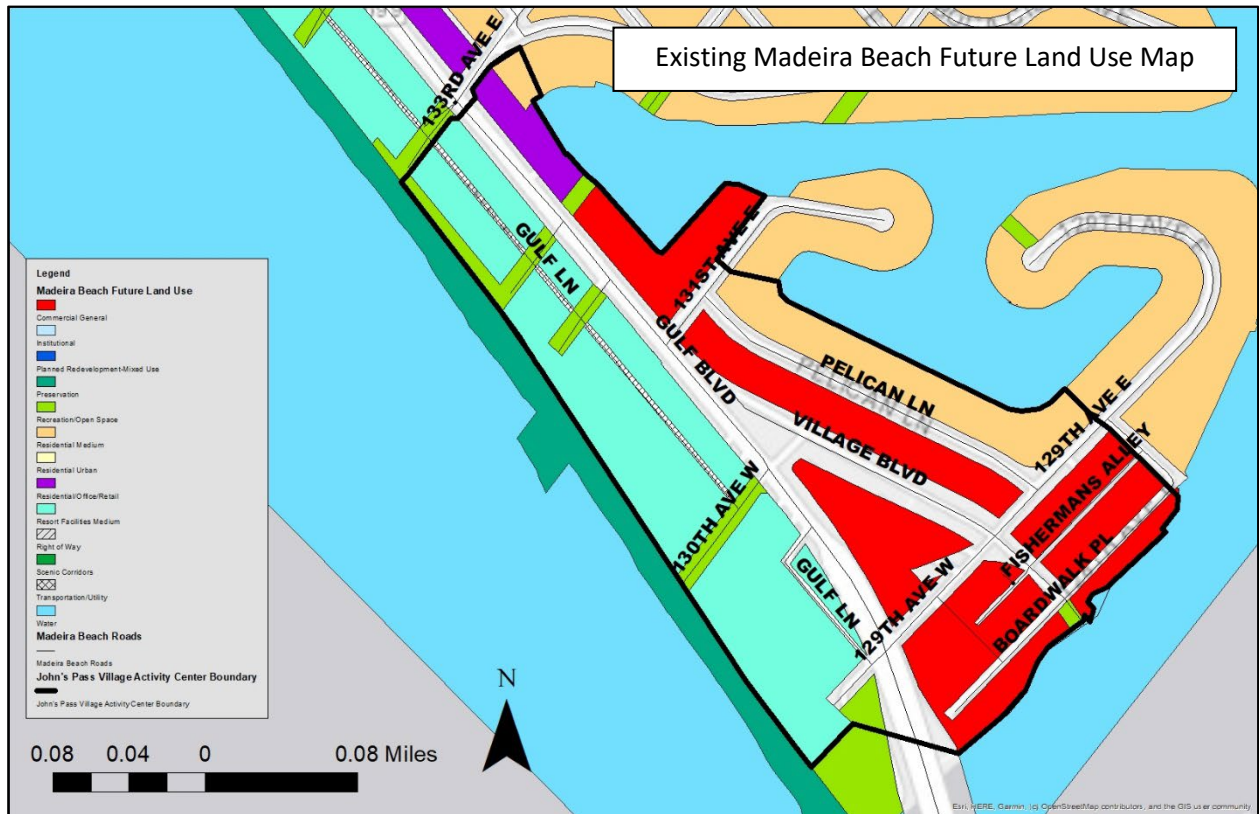 Existing Madeira Beach Future Land Use Map
133RD AVE E
GULF LN
131ST AVE E
GULF BLVD
PELICAN LN
PELICAN LN
VILLAGE BLVD
129TH AVE E
129TH AVE E
FISHERMANS ALLEY
130TH AVE W
GULF LN
129TH AVE W
BOARDWALK PL
Legend
Madeira Beach Future Land Use
Commercial General
Institutional
Planned Redevelopment-Mixed Use
Preservation
Recreation/Open Space
Residential Medium
Residential Urban
Residential/Office/Retail
Resort Facilities Medium
Right of Way
Scenic Corridors
Transportation/Utility
Water
Madeira Beach Roads
Madeira Beach Roads
John's Pass Village Activity Center Boundary
John's Pass Village Activity Center Boundary
N
0.08 0.04 0 0.08 Miles
Esri, HERE, Garmin, (c) OpenStreetMap contributors, and the GIS user community